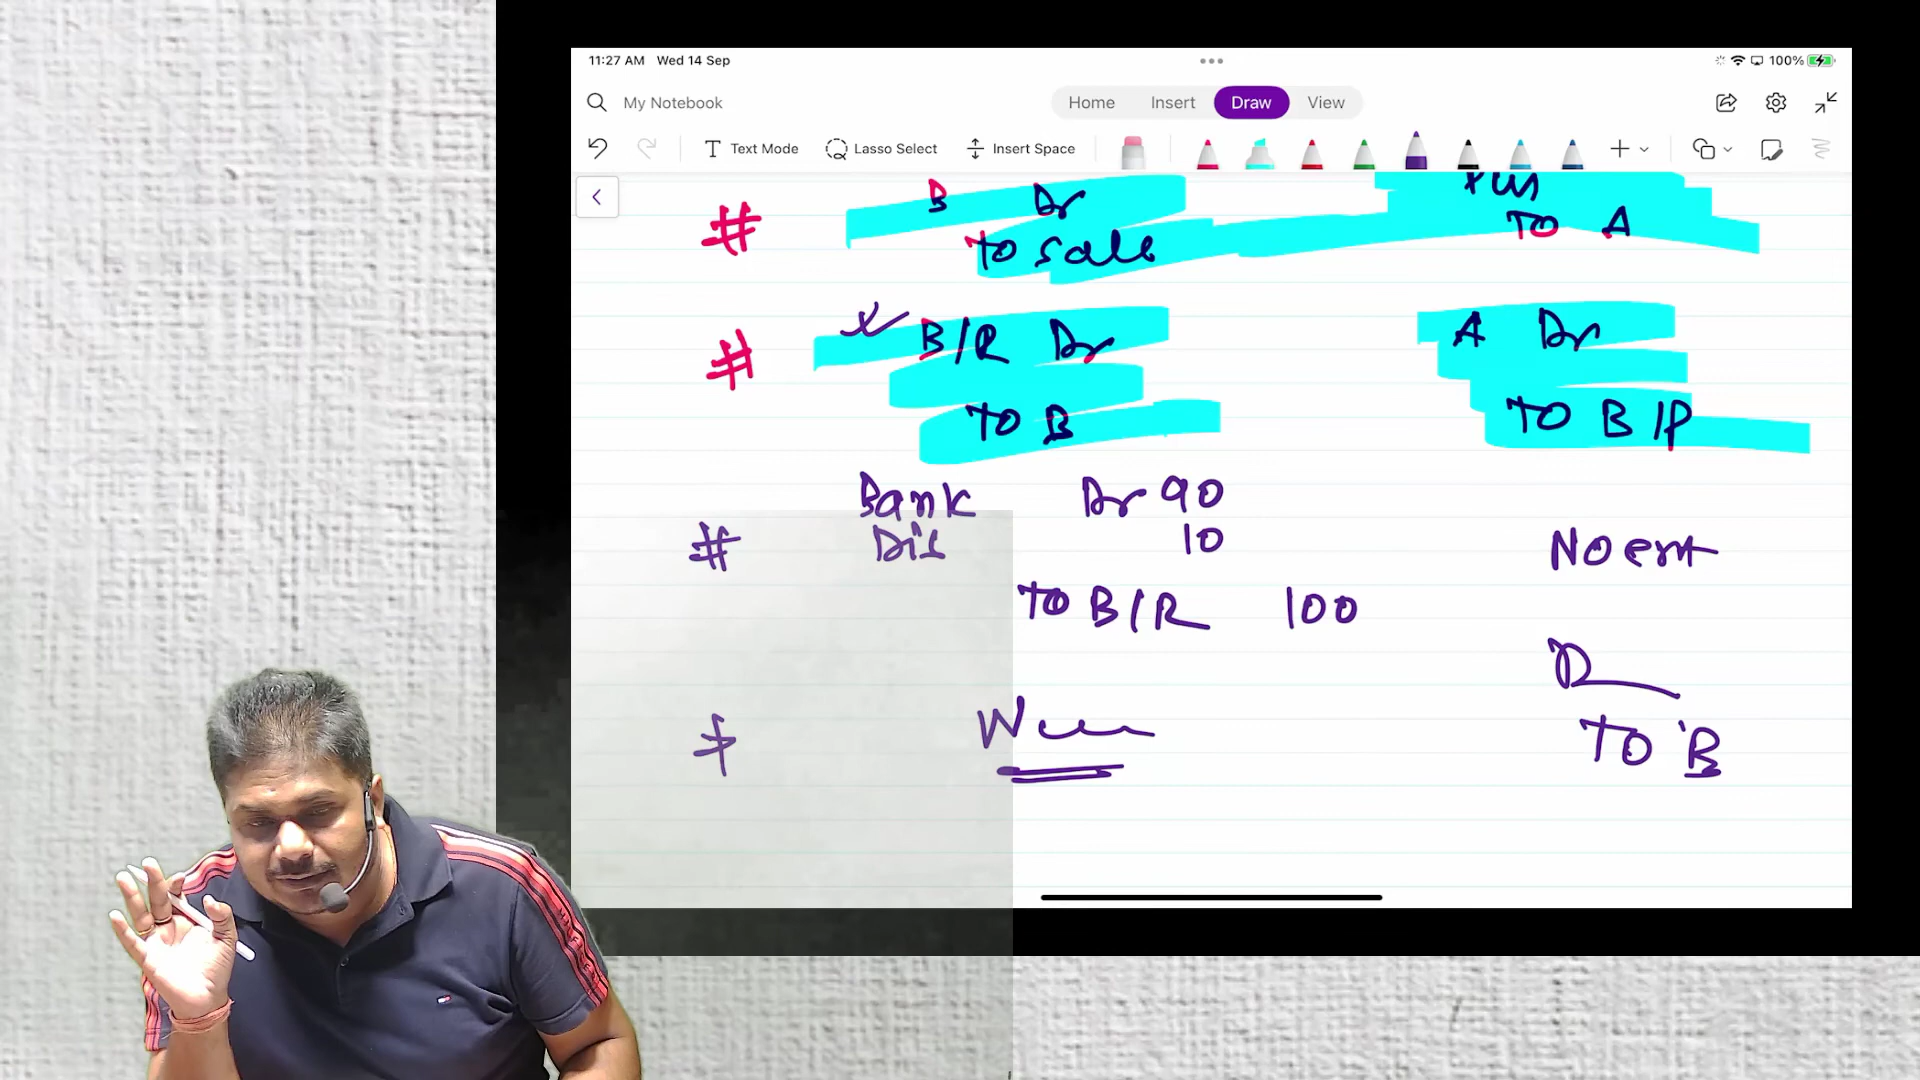 11:27 AM Wed 14 Sep
100%
My Notebook
Home Insert Draw View
Text Mode Lasso Select Insert Space
B Dr
To Sale
TO A
#
B/R Dr
TO B
A Dr
TO B/P
#
Bank Dr 90
Dis 10
To B/R 100
No ent
#
TO B